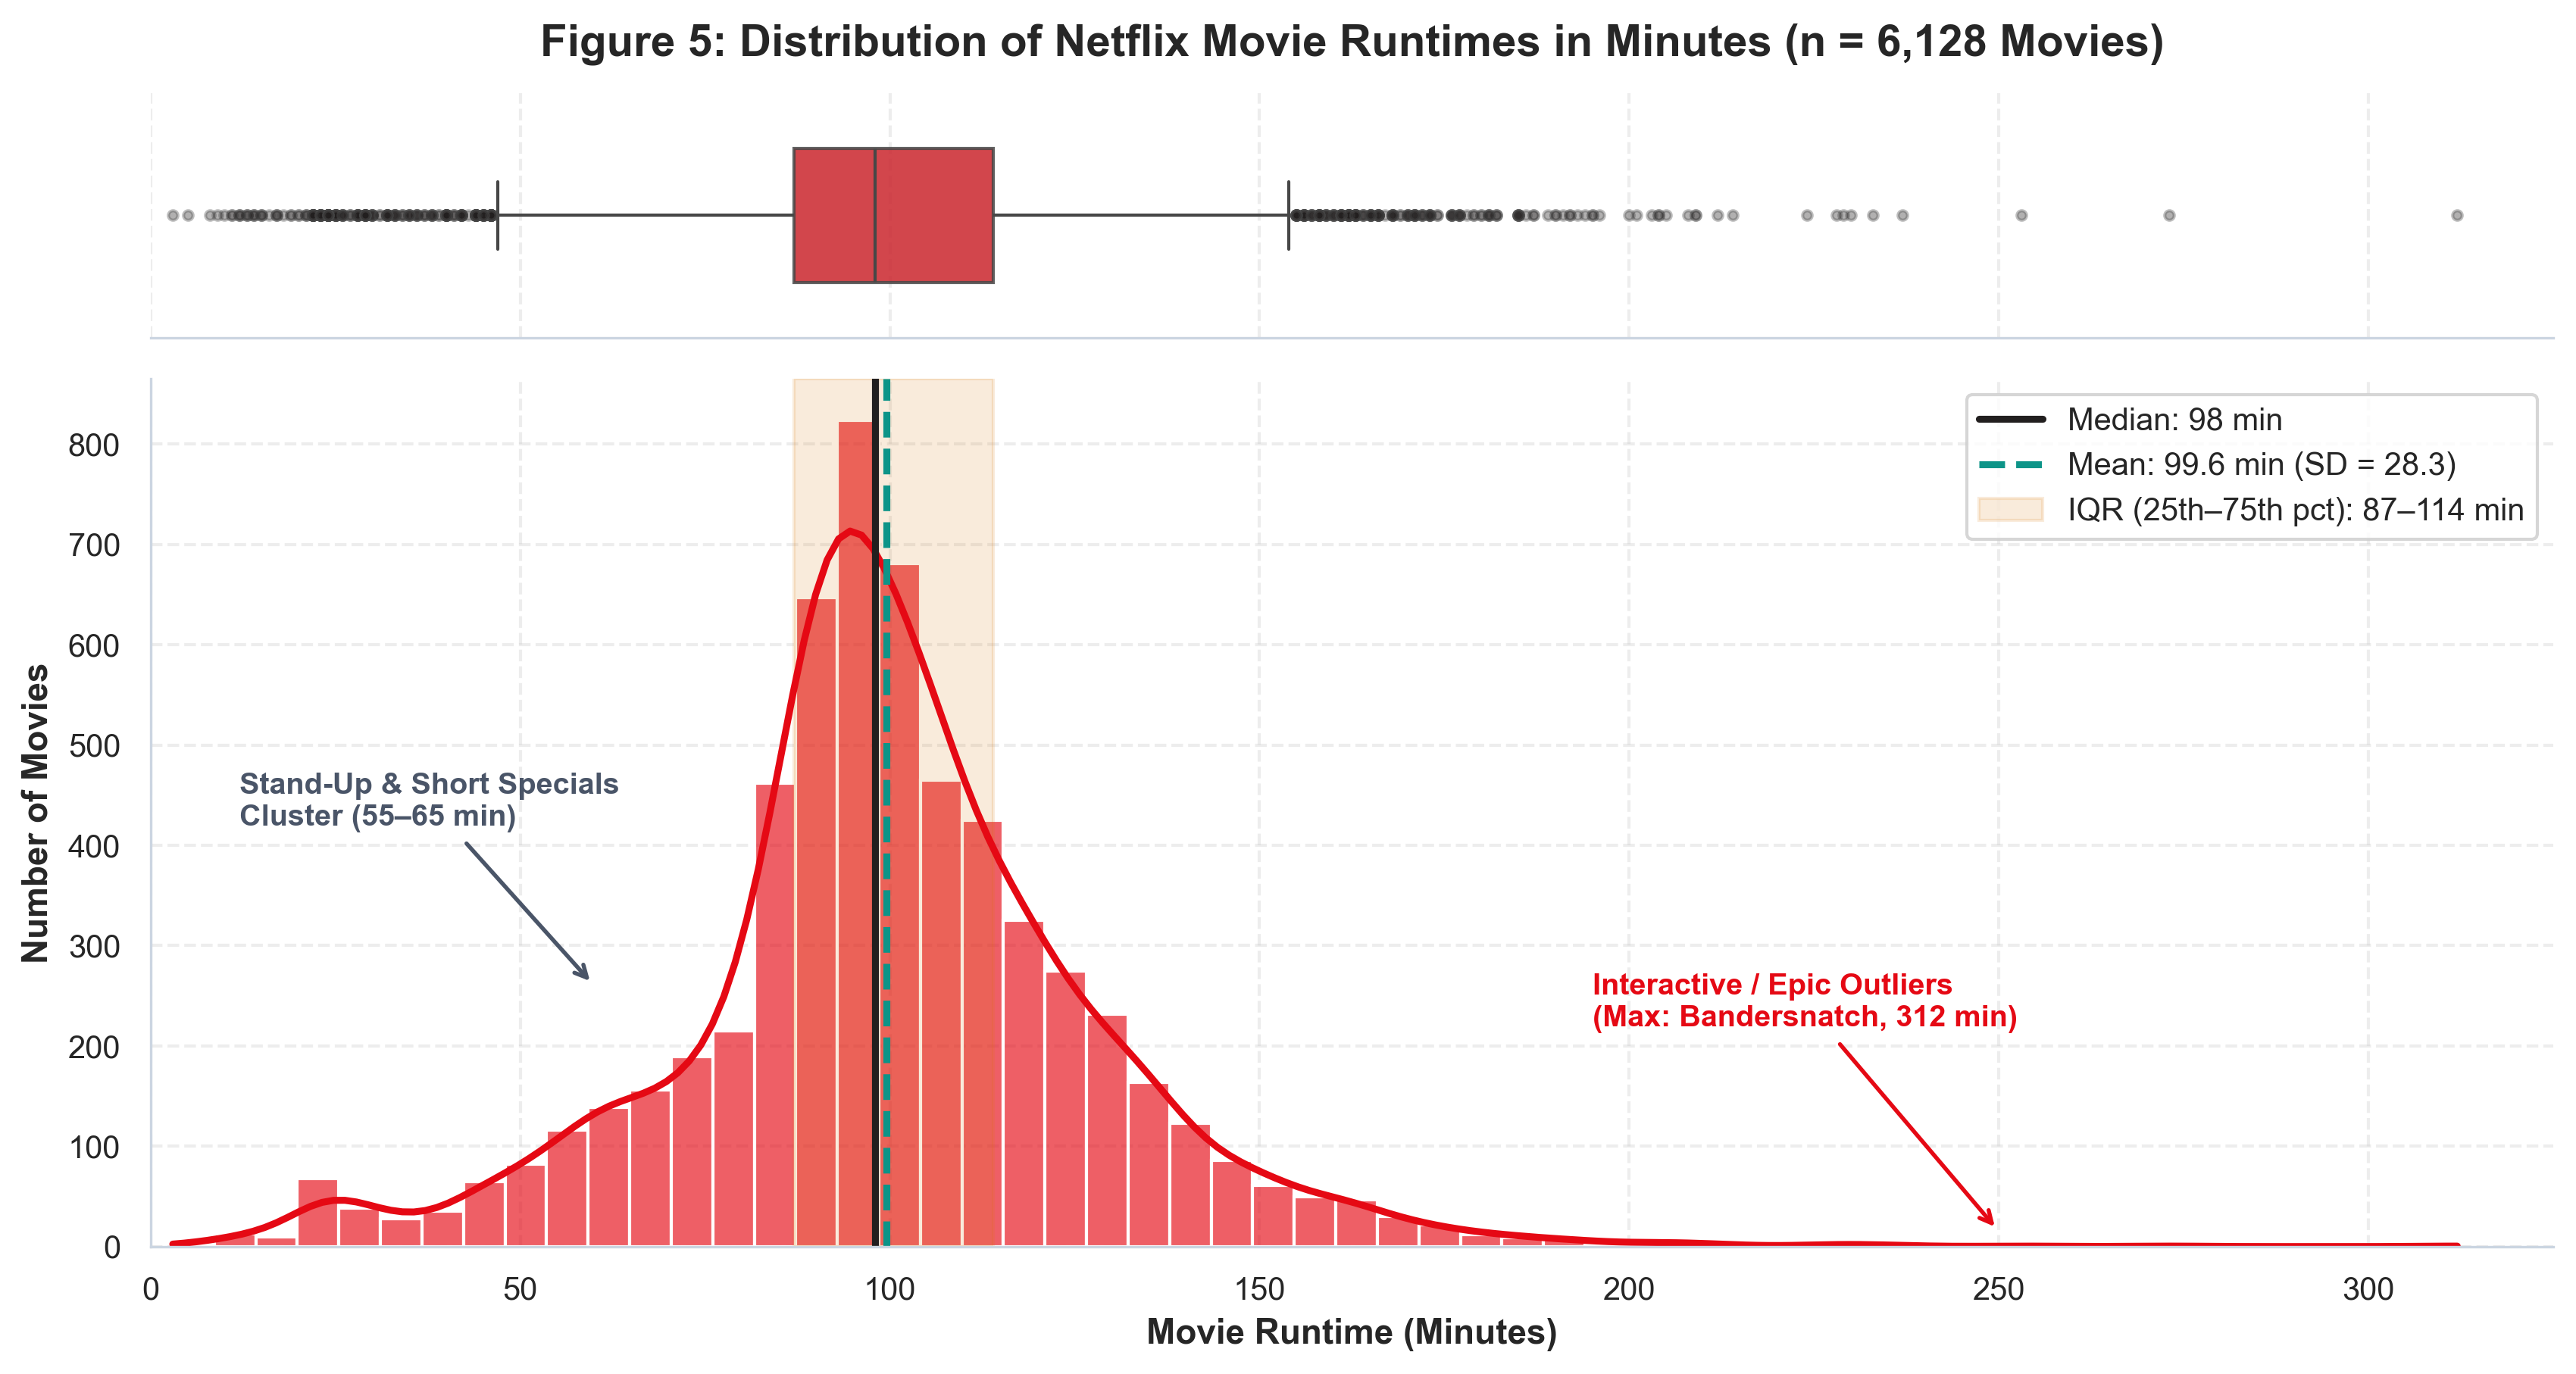 Figure 5: Distribution of Netflix Movie Runtimes in Minutes (n = 6,128 Movies)
Median: 98 min
Mean: 99.6 min (SD = 28.3)
IQR (25th–75th pct): 87–114 min
800
700
600
500
400
300
200
100
0
Number of Movies
Stand-Up & Short Specials
Cluster (55–65 min)
Interactive / Epic Outliers
(Max: Bandersnatch, 312 min)
0 50 100 150 200 250 300
Movie Runtime (Minutes)